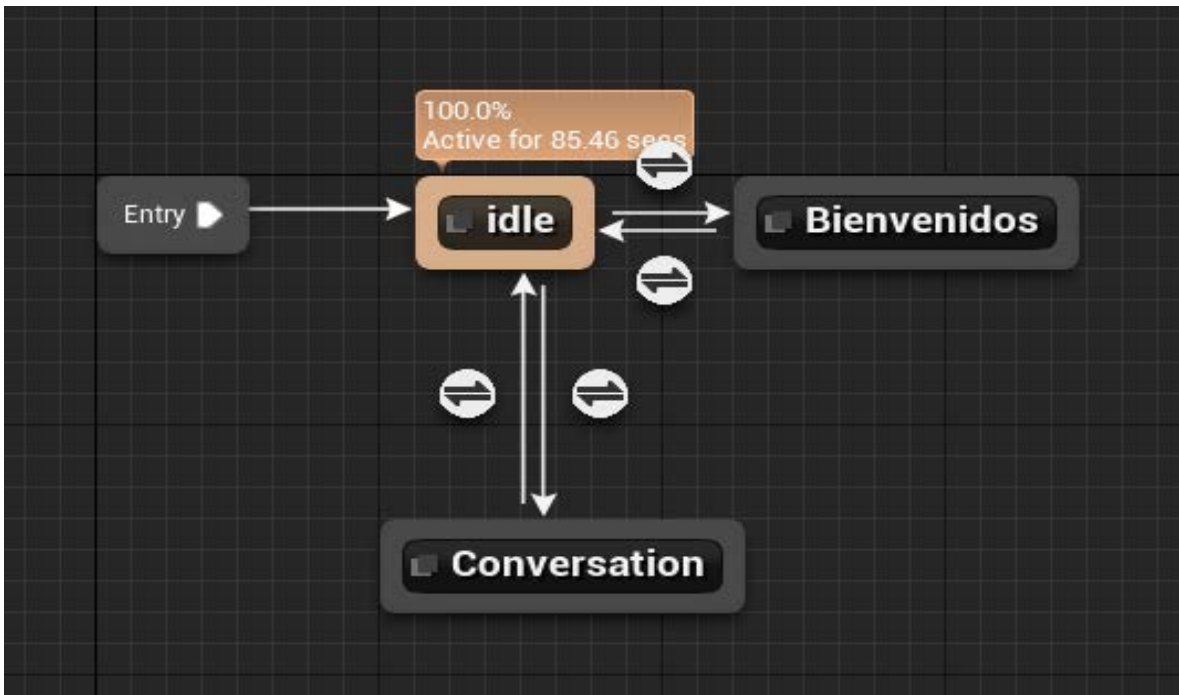 100.0%
Active for 85.46 secs
Entry
idle
Bienvenidos
Conversation